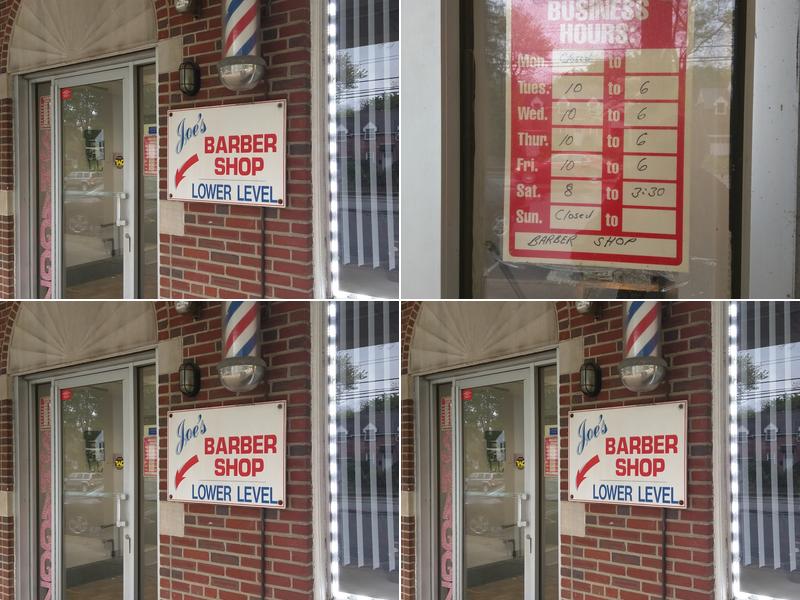 Joe's
BARBER
SHOP
LOWER LEVEL
BUSINESS
HOURS
Mon. Closed to
Tues. 10 to 6
Wed. 10 to 6
Thur. 10 to 6
Fri. 10 to 6
Sat. 8 to 3:30
Sun. Closed to
BARBER SHOP
Joe's
BARBER
SHOP
LOWER LEVEL
Joe's
BARBER
SHOP
LOWER LEVEL